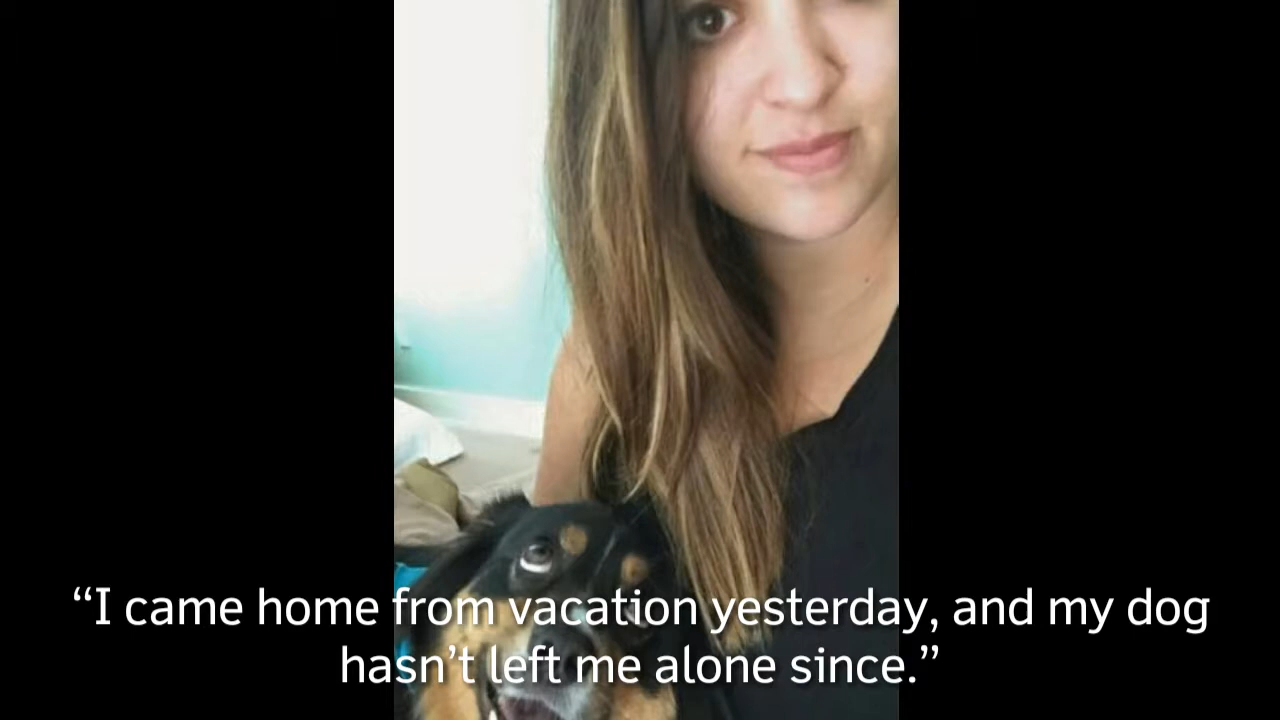 “I came home from vacation yesterday, and my dog
hasn’t left me alone since.”